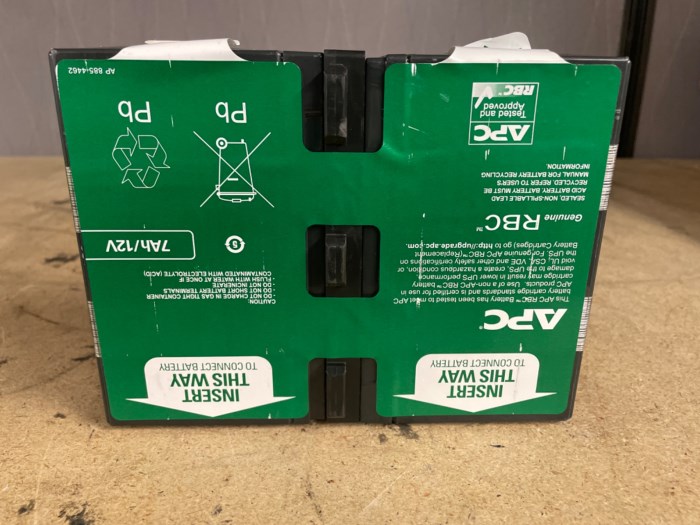 INSERT
THIS WAY
TO CONNECT BATTERY
APC
This APC RBC™ Battery has been tested to meet APC
battery cartridge standards and is certified in use for
APC products. Use of a non-APC RBC™ battery
cartridge may result in lower UPS performance,
damage to the UPS, create a hazardous condition, or
void UL, CSA, VDE and other safety certifications on
the UPS. For genuine APC RBC™ (Replacement
Battery Cartridge) go to http://upgrade.apc.com.
Genuine RBC™
SEALED, NON-SPILLABLE LEAD
ACID BATTERY MUST BE
RECYCLED. REFER TO USER'S
MANUAL FOR BATTERY RECYCLING
INFORMATION.
APC
Tested and
Approved
RBC
INSERT
THIS WAY
TO CONNECT BATTERY
CAUTION:
- DO NOT CHARGE IN GAS TIGHT CONTAINER
- DO NOT SHORT BATTERY TERMINALS
- DO NOT INCINERATE
- FLUSH WITH WATER AT ONCE IF
CONTAMINATED WITH ELECTROLYTE (ACID)
5
7Ah/12V
Pb
Pb
AP 885-4462